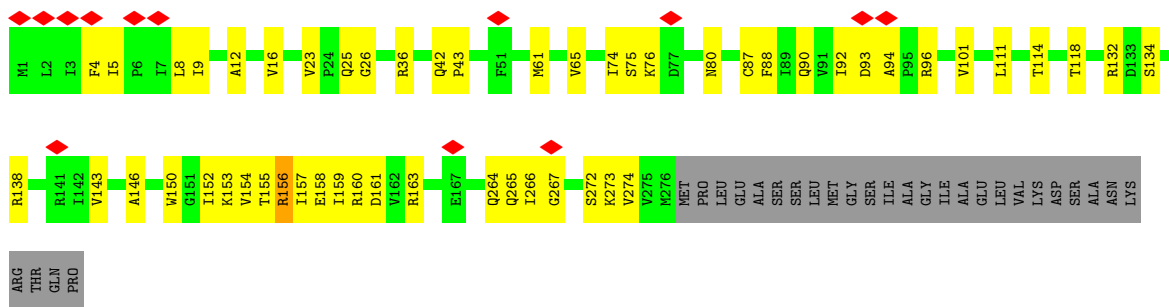 M1 L2 I3 F4 I5 P6 I7 L8 I9 A12 V16 V23 P24 Q25 G26 R36 Q42 P43 F51 M61 V65 I74 S75 K76 D77 N80 C87 F88 I89 Q90 V91 I92 D93 A94 P95 R96 V101 L111 T114 T118 R132 D133 S134
R138 R141 I142 V143 A146 W150 G151 I152 K153 V154 T155 R156 I157 E158 I159 R160 D161 V162 R163 E167 Q264 Q265 I266 G267 S272 K273 V274 V275 M276 MET PRO LEU GLU ALA SER SER LEU MET GLY SER ILE ALA GLY ILE ALA GLU LEU VAL LYS ASP SER ALA ASN LYS
ARG THR GLN PRO